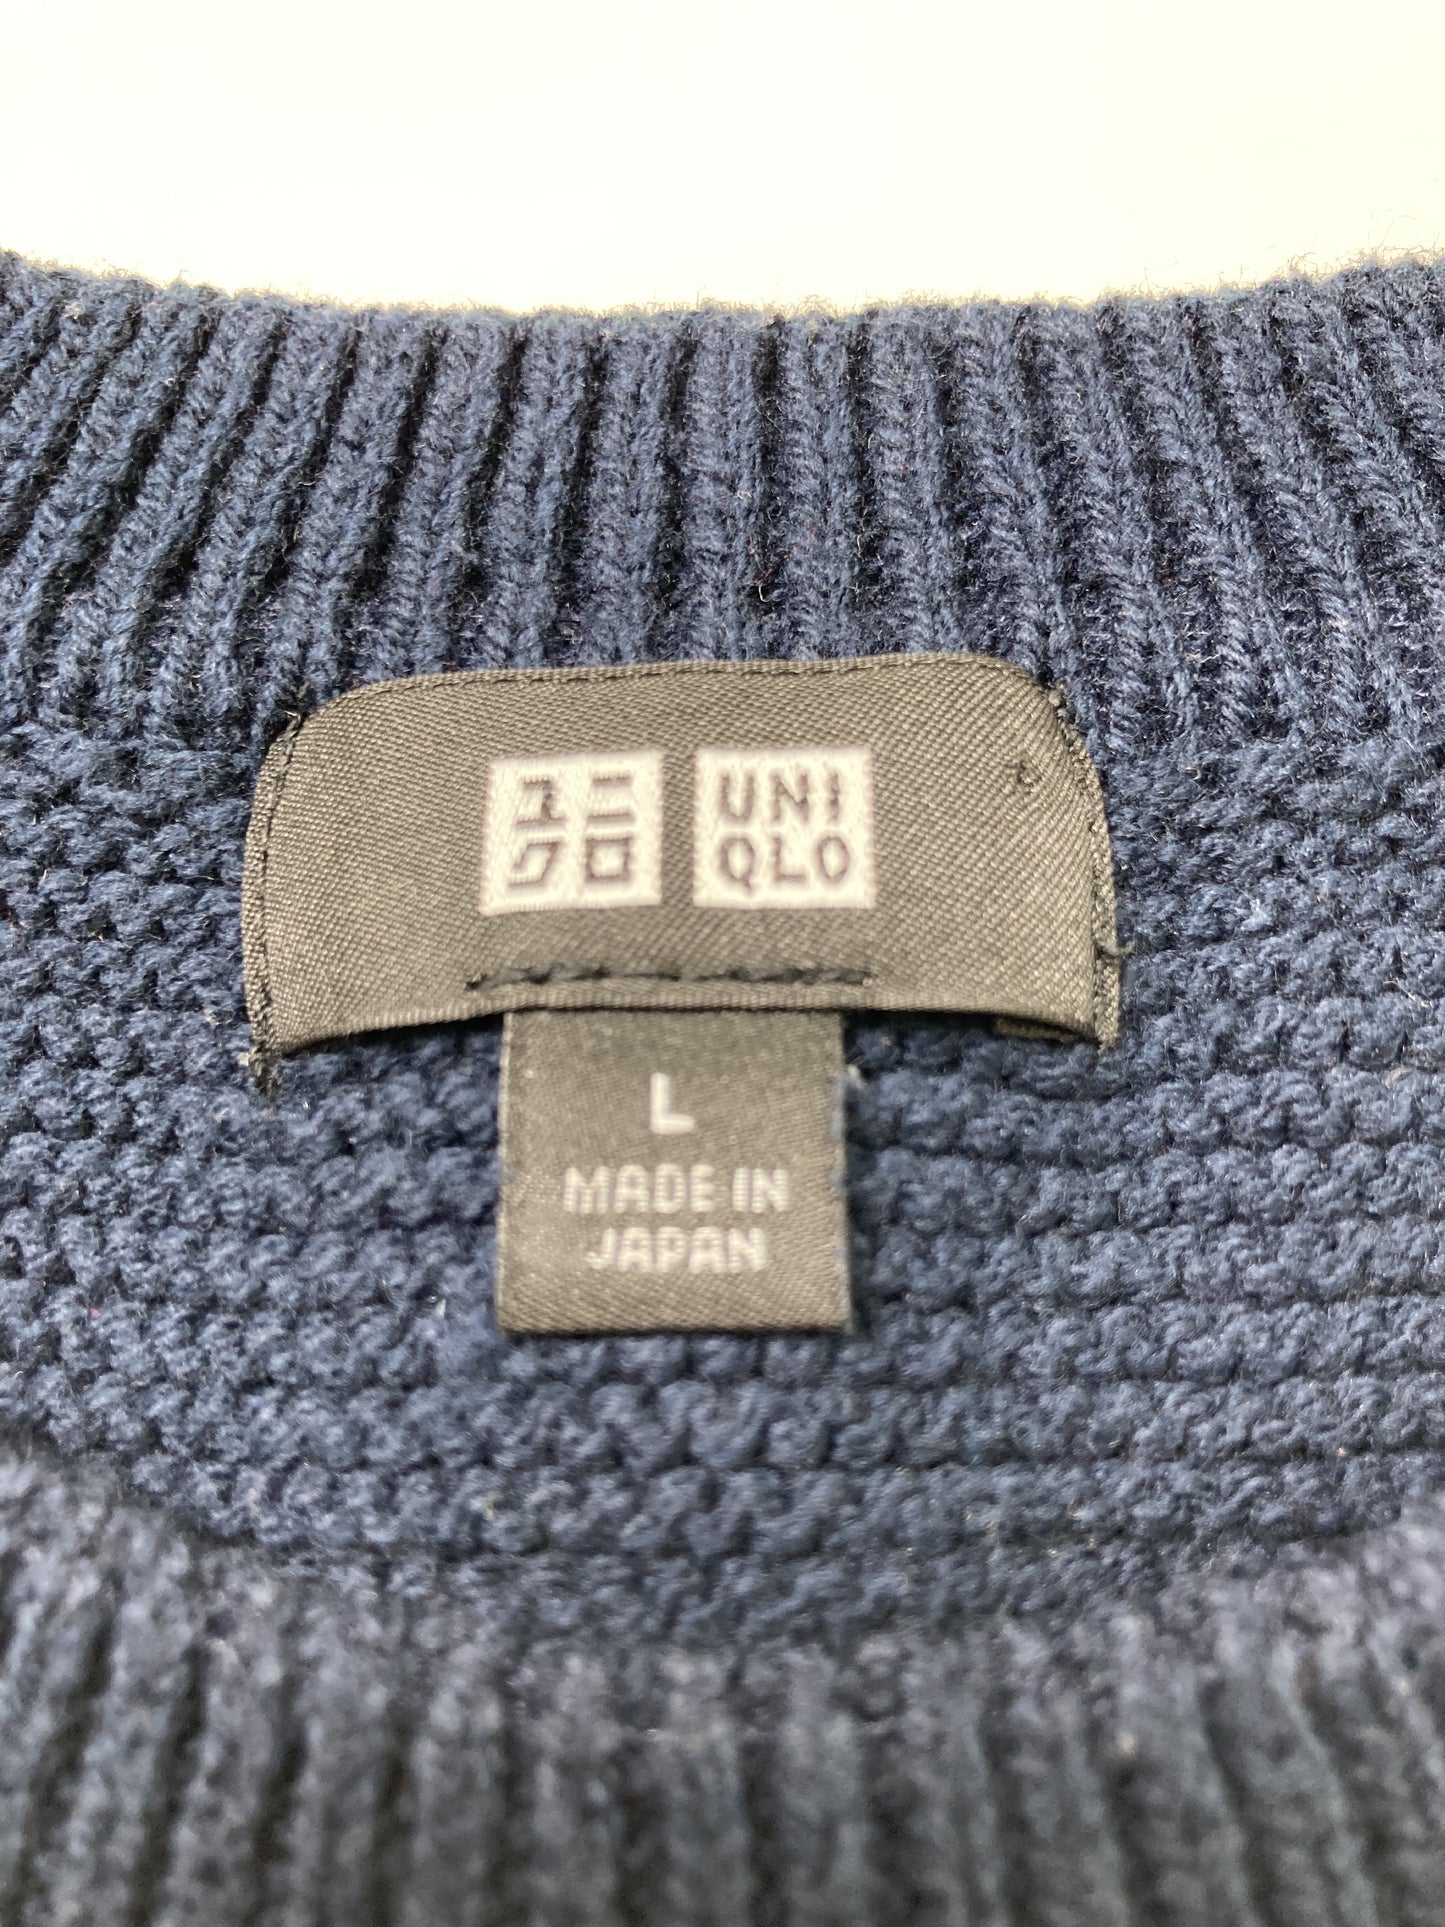 ユニ
クロ
UNI
QLO
L
MADE IN
JAPAN